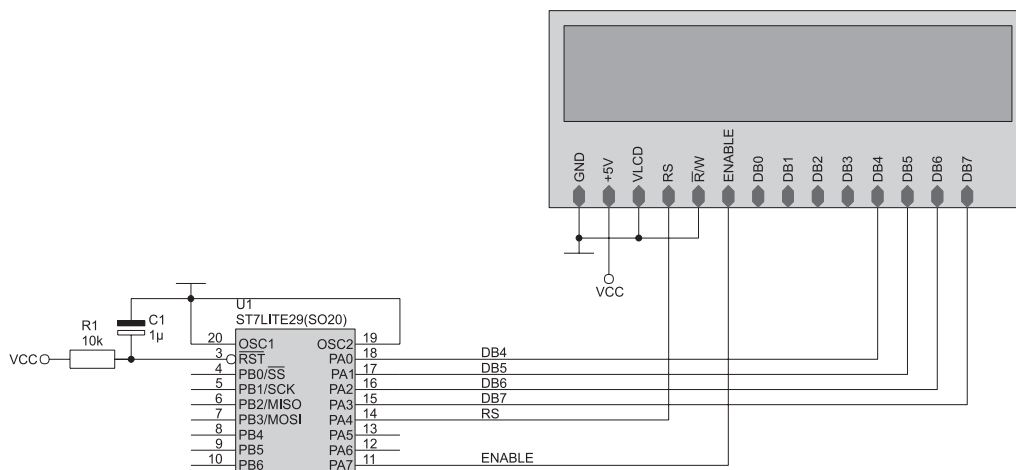 GND
+5V
VLCD
RS
R/W
ENABLE
DB0
DB1
DB2
DB3
DB4
DB5
DB6
DB7
VCC
U1
ST7LITE29(SO20)
R1
10k
C1
1µ
VCC
20 OSC1 OSC2 19
3 RST PA0 18 DB4
4 PB0/SS PA1 17 DB5
5 PB1/SCK PA2 16 DB6
6 PB2/MISO PA3 15 DB7
7 PB3/MOSI PA4 14 RS
8 PB4 PA5 13
9 PB5 PA6 12
10 PB6 PA7 11 ENABLE